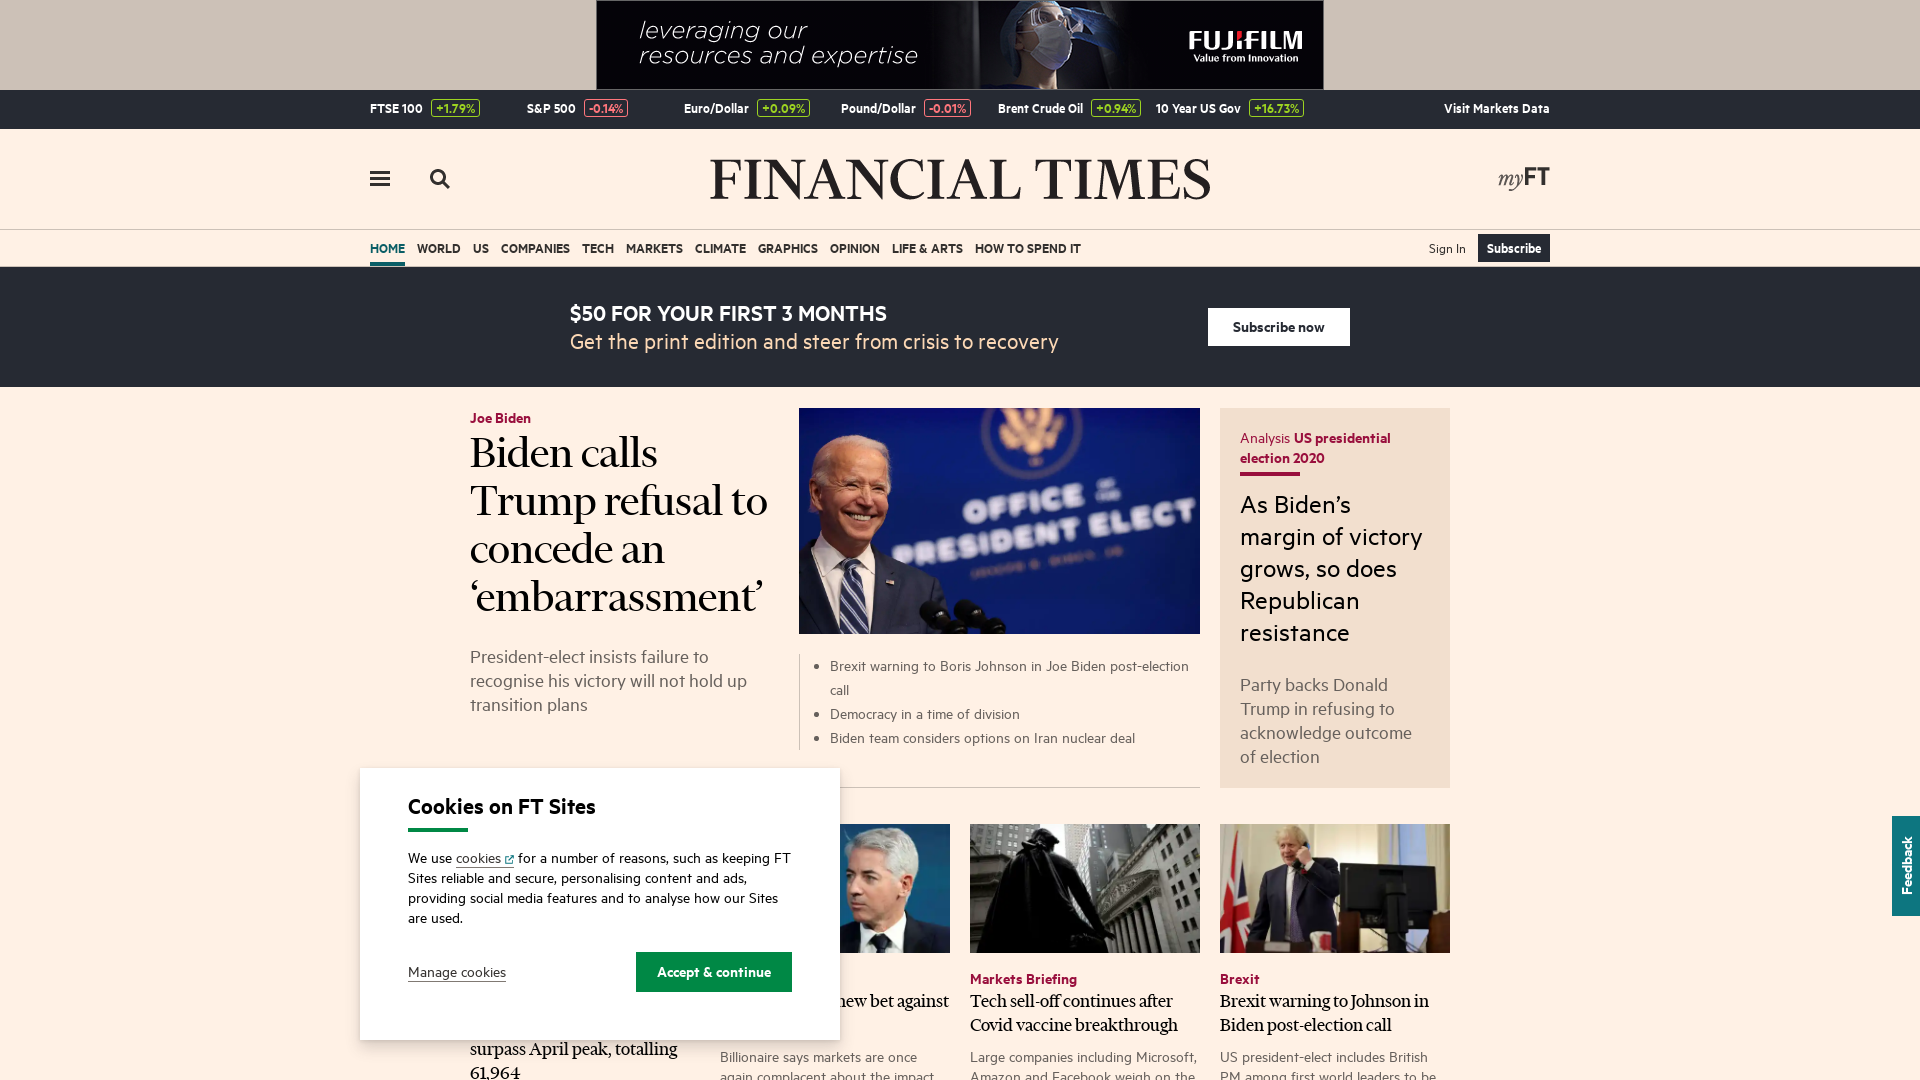 leveraging our
resources and expertise
FUJIFILM
Value from Innovation
FTSE 100 +1.79% S&P 500 -0.14% Euro/Dollar +0.09% Pound/Dollar -0.01% Brent Crude Oil +0.94% 10 Year US Gov +16.73% Visit Markets Data
FINANCIAL TIMES
myFT
HOME WORLD US COMPANIES TECH MARKETS CLIMATE GRAPHICS OPINION LIFE & ARTS HOW TO SPEND IT Sign In Subscribe
$50 FOR YOUR FIRST 3 MONTHS
Get the print edition and steer from crisis to recovery
Subscribe now
Joe Biden
Biden calls
Trump refusal to
concede an
‘embarrassment’
President-elect insists failure to
recognise his victory will not hold up
transition plans
OFFICE OF THE
PRESIDENT ELECT
Brexit warning to Boris Johnson in Joe Biden post-election
call
Democracy in a time of division
Biden team considers options on Iran nuclear deal
Analysis US presidential
election 2020
As Biden’s
margin of victory
grows, so does
Republican
resistance
Party backs Donald
Trump in refusing to
acknowledge outcome
of election
Cookies on FT Sites
We use cookies for a number of reasons, such as keeping FT
Sites reliable and secure, personalising content and ads,
providing social media features and to analyse how our Sites
are used.
Manage cookies
Accept & continue
surpass April peak, totalling
61,964
new bet against
Billionaire says markets are once
again complacent about the impact
Markets Briefing
Tech sell-off continues after
Covid vaccine breakthrough
Large companies including Microsoft,
Amazon and Facebook weigh on the
Brexit
Brexit warning to Johnson in
Biden post-election call
US president-elect includes British
PM among first world leaders to be
Feedback